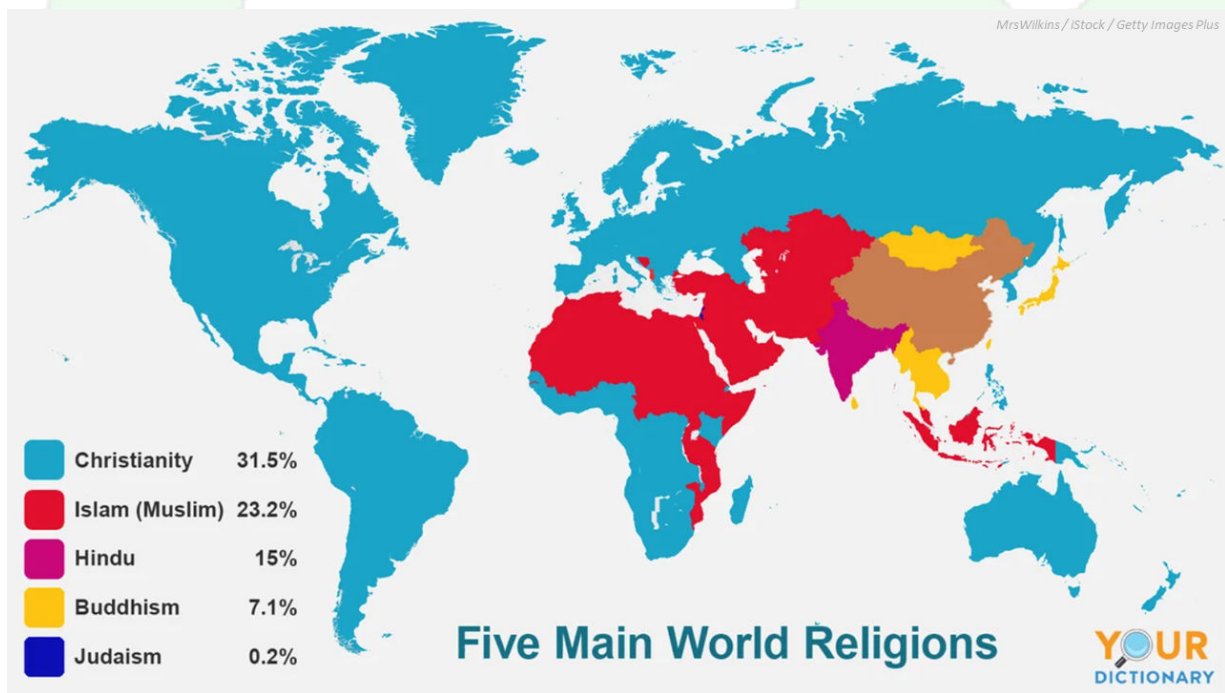 MrsWilkins / iStock / Getty Images Plus
Christianity 31.5%
Islam (Muslim) 23.2%
Hindu 15%
Buddhism 7.1%
Judaism 0.2%
Five Main World Religions
YOUR
DICTIONARY